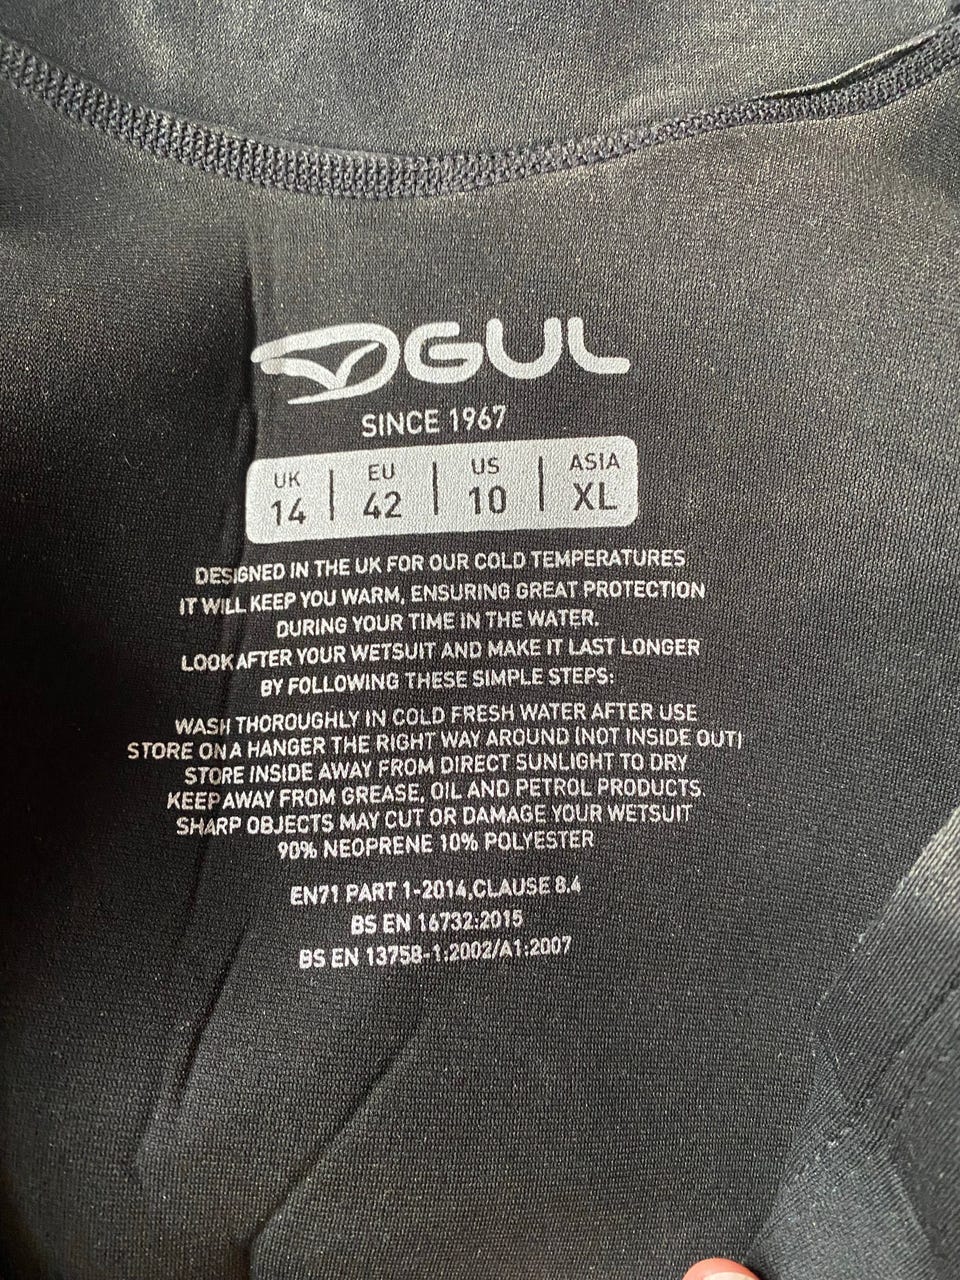 GUL
SINCE 1967
UK EU US ASIA
14 42 10 XL
DESIGNED IN THE UK FOR OUR COLD TEMPERATURES
IT WILL KEEP YOU WARM, ENSURING GREAT PROTECTION
DURING YOUR TIME IN THE WATER.
LOOK AFTER YOUR WETSUIT AND MAKE IT LAST LONGER
BY FOLLOWING THESE SIMPLE STEPS:
WASH THOROUGHLY IN COLD FRESH WATER AFTER USE
STORE ON A HANGER THE RIGHT WAY AROUND (NOT INSIDE OUT)
STORE INSIDE AWAY FROM DIRECT SUNLIGHT TO DRY
KEEP AWAY FROM GREASE, OIL AND PETROL PRODUCTS.
SHARP OBJECTS MAY CUT OR DAMAGE YOUR WETSUIT
90% NEOPRENE 10% POLYESTER
EN71 PART 1-2014,CLAUSE 8.4
BS EN 16732:2015
BS EN 13758-1:2002/A1:2007